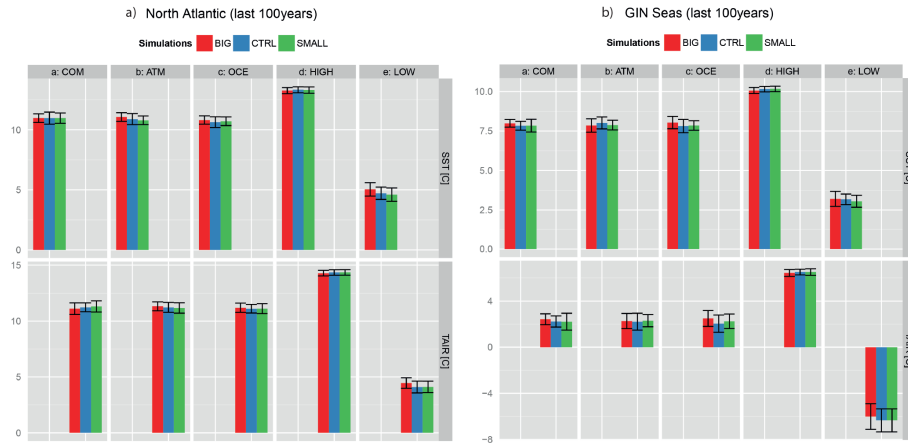 a) North Atlantic (last 100years)
Simulations BIG CTRL SMALL
a: COM b: ATM c: OCE d: HIGH e: LOW
10
5
0
SST [C]
15
10
5
0
TAIR [C]
b) GIN Seas (last 100years)
Simulations BIG CTRL SMALL
a: COM b: ATM c: OCE d: HIGH e: LOW
10.0
7.5
5.0
2.5
0.0
4
0
−4
−8